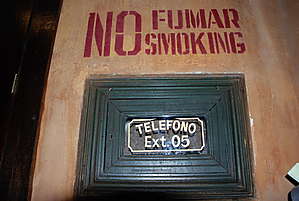 NO FUMAR
SMOKING
TELEFONO
Ext. 05